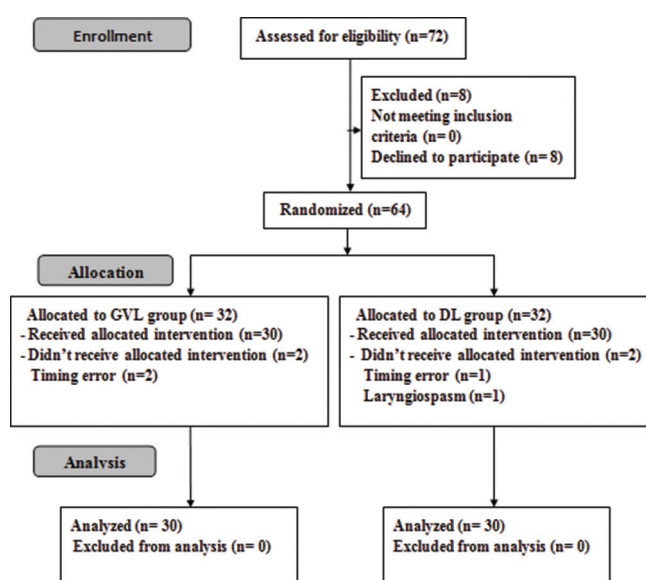 Enrollment
Assessed for eligibility (n=72)
Excluded (n=8)
Not meeting inclusion
criteria (n= 0)
Declined to participate (n= 8)
Randomized (n=64)
Allocation
Allocated to GVL group (n= 32)
- Received allocated intervention (n=30)
- Didn't receive allocated intervention (n=2)
Timing error (n=2)
Allocated to DL group (n=32)
- Received allocated intervention (n=30)
- Didn't receive allocated intervention (n=2)
Timing error (n=1)
Laryngiospasm (n=1)
Analysis
Analyzed (n= 30)
Excluded from analysis (n= 0)
Analyzed (n= 30)
Excluded from analysis (n= 0)